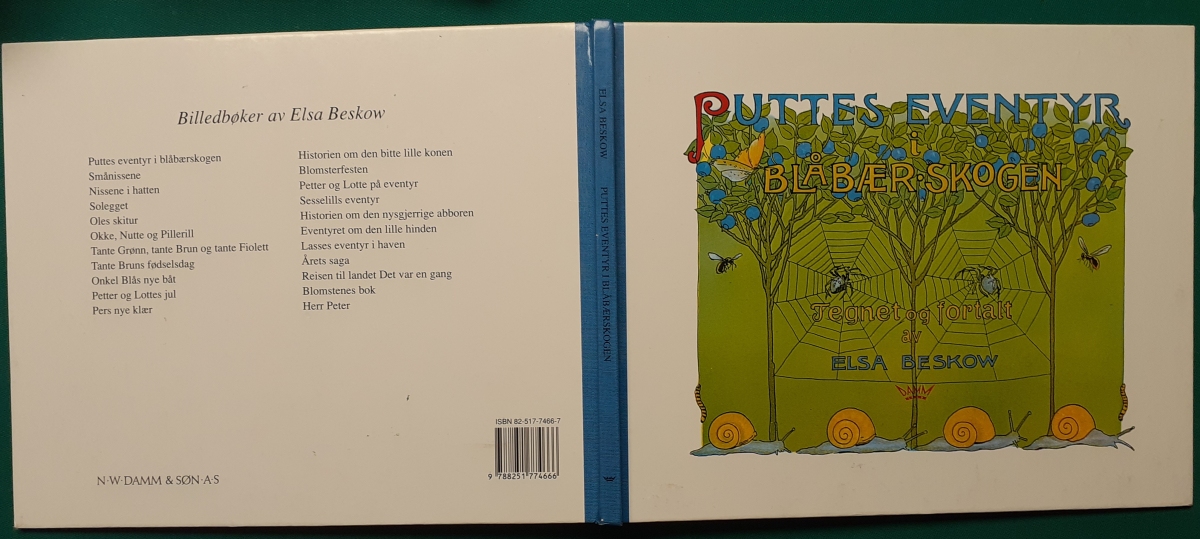 Billedbøker av Elsa Beskow
Puttes eventyr i blåbærskogen
Smånissene
Nissene i hatten
Solegget
Oles skitur
Okke, Nutte og Pillerill
Tante Grønn, tante Brun og tante Fiolett
Tante Bruns fødselsdag
Onkel Blås nye båt
Petter og Lottes jul
Pers nye klær
Historien om den bitte lille konen
Blomsterfesten
Petter og Lotte på eventyr
Sesselills eventyr
Historien om den nysgjerrige abboren
Eventyret om den lille hinden
Lasses eventyr i haven
Årets saga
Reisen til landet Det var en gang
Blomstenes bok
Herr Peter
ISBN 82-517-7466-7
9 788251 774666
N·W·DAMM & SØN·A·S
ELSA BESKOW PUTTES EVENTYR I BLÅBÆRSKOGEN
PUTTES EVENTYR
i
BLÅBÆR·SKOGEN
Tegnet og fortalt
av
ELSA BESKOW
DAMM